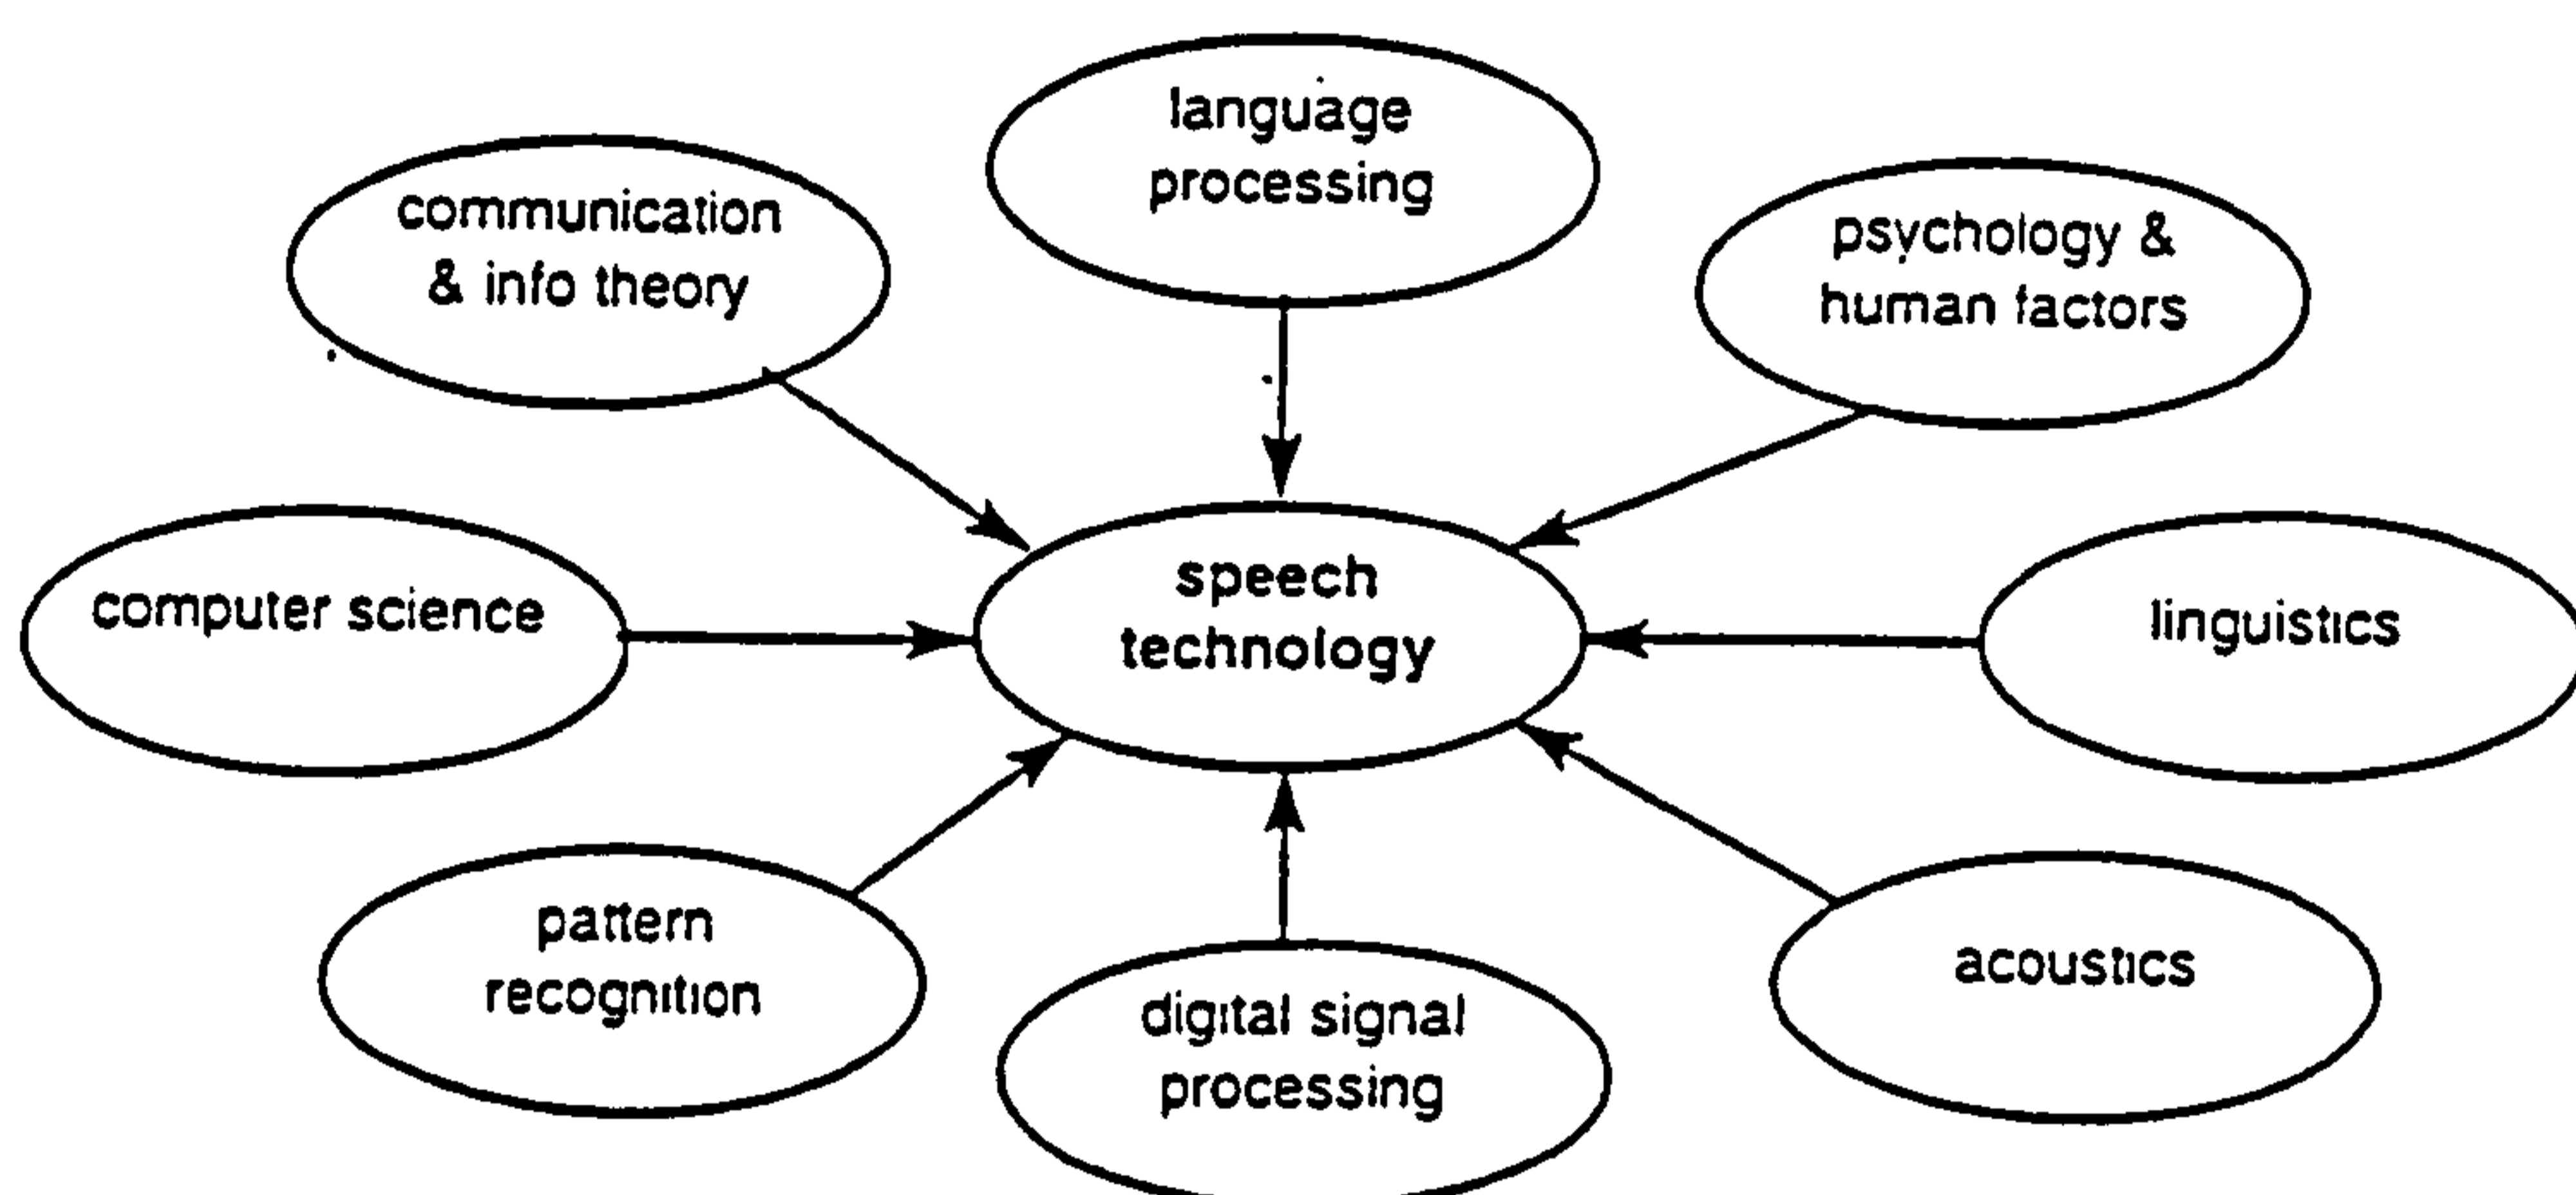 language
processing
communication
& info theory
psychology &
human factors
computer science
speech
technology
linguistics
pattern
recognition
digital signal
processing
acoustics